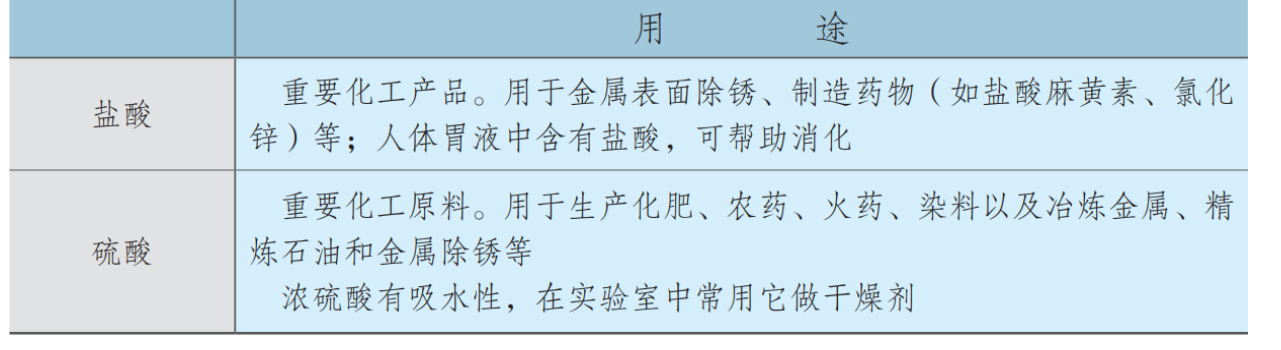 用 途
盐酸
重要化工产品。用于金属表面除锈、制造药物（如盐酸麻黄素、氯化
锌）等；人体胃液中含有盐酸，可帮助消化
硫酸
重要化工原料。用于生产化肥、农药、火药、染料以及冶炼金属、精
炼石油和金属除锈等
浓硫酸有吸水性，在实验室中常用它做干燥剂